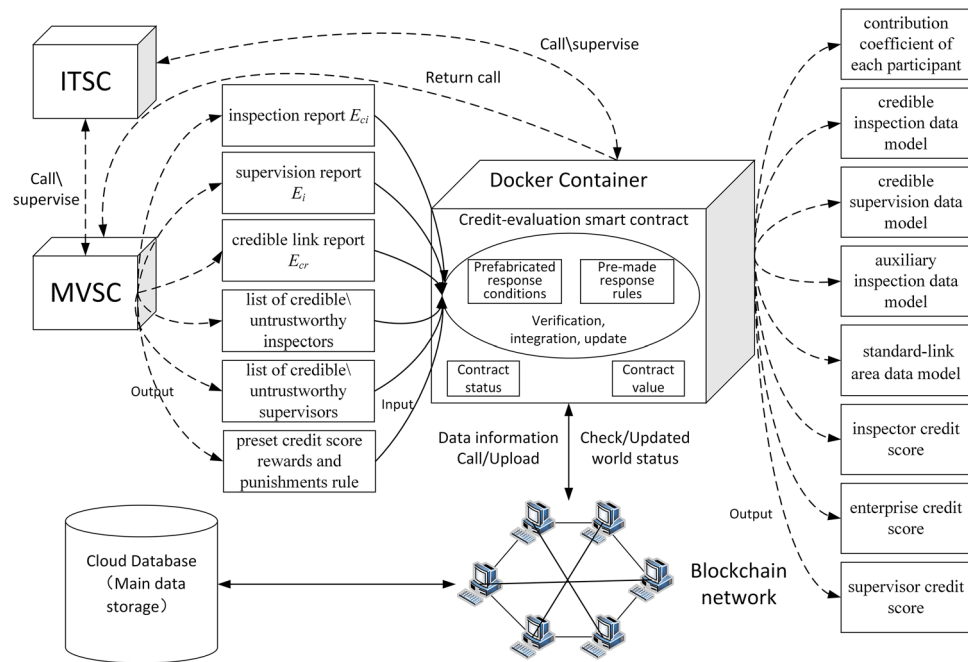 ITSC
Call\supervise
Return call
Call\
supervise
MVSC
Output
inspection report Eci
supervision report
Ei
credible link report
Ecr
list of credible\
untrustworthy
inspectors
list of credible\
untrustworthy
supervisors
preset credit score
rewards and
punishments rule
Input
Docker Container
Credit-evaluation smart contract
Prefabricated
response
conditions
Pre-made
response
rules
Verification,
integration, update
Contract
status
Contract
value
Data information
Call/Upload
Check/Updated
world status
Cloud Database
（Main data
storage）
Blockchain
network
contribution
coefficient of
each participant
credible
inspection data
model
credible
supervision data
model
auxiliary
inspection data
model
standard-link
area data model
inspector credit
score
enterprise credit
score
supervisor credit
score
Output